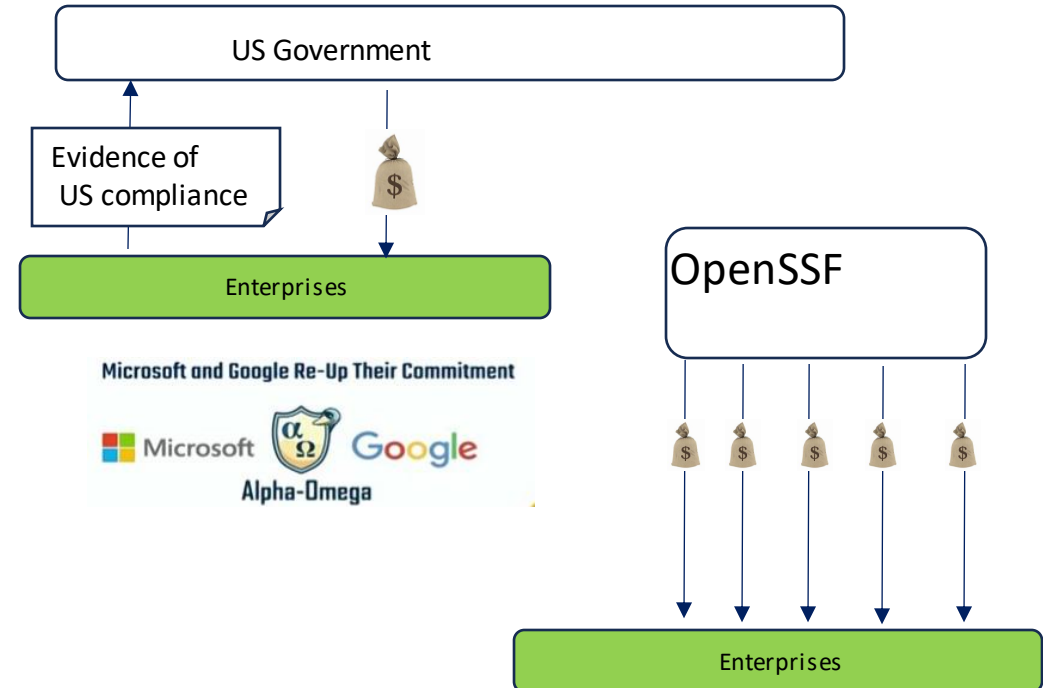 US Government
Evidence of
US compliance
$
Enterprises
OpenSSF
Microsoft and Google Re-Up Their Commitment
Microsoft
α
Ω
Google
Alpha-Omega
$ $ $ $ $
Enterprises